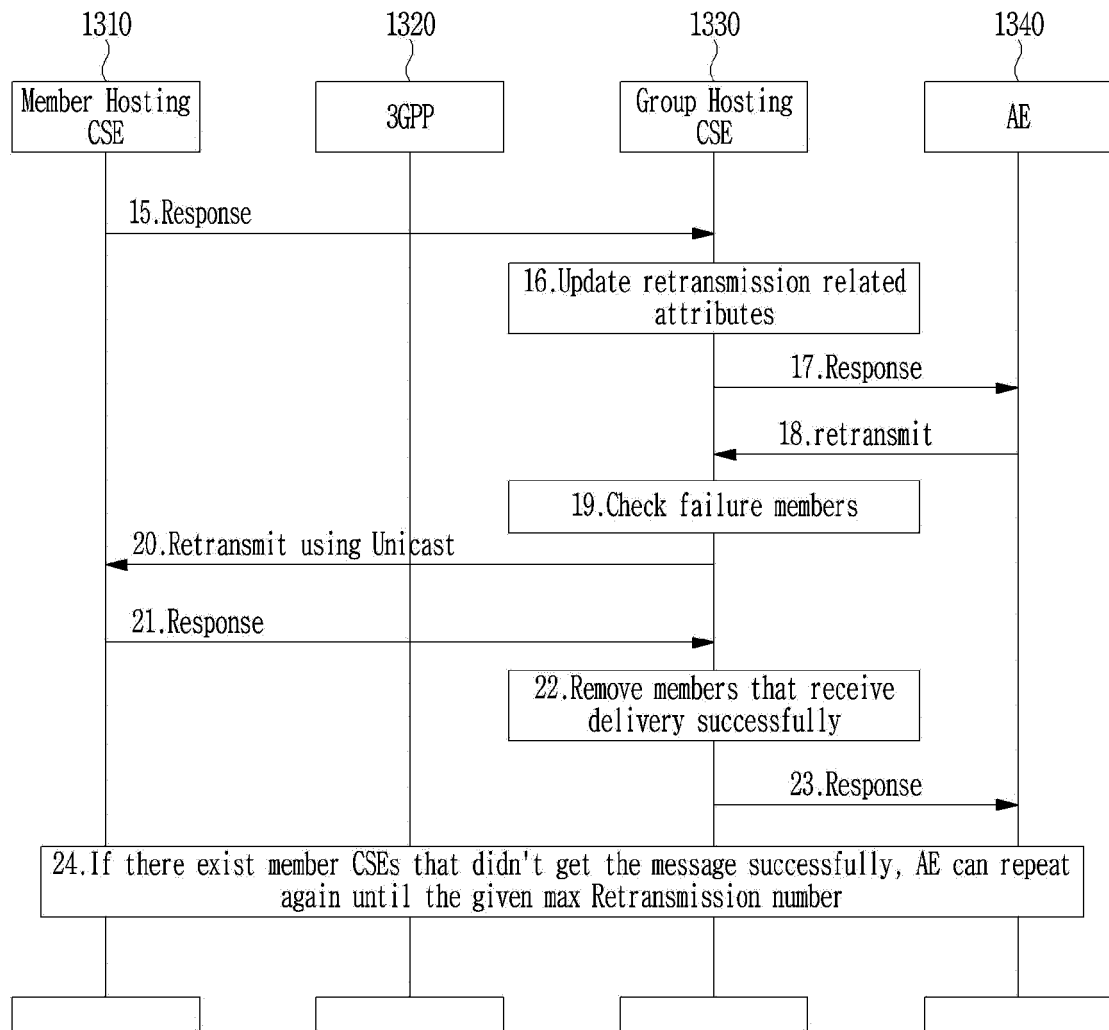 1310
1320
1330
1340
Member Hosting
CSE
3GPP
Group Hosting
CSE
AE
15.Response
16.Update retransmission related
attributes
17.Response
18.retransmit
19.Check failure members
20.Retransmit using Unicast
21.Response
22.Remove members that receive
delivery successfully
23.Response
24.If there exist member CSEs that didn't get the message successfully, AE can repeat
again until the given max Retransmission number